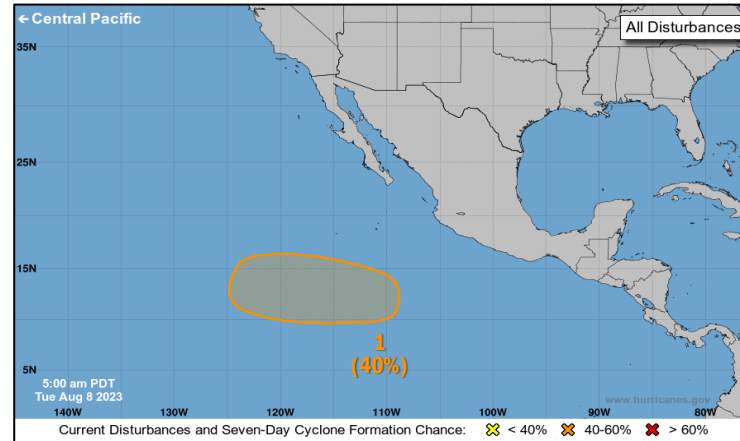 ← Central Pacific
All Disturbances
35N
25N
15N
5N
1
(40%)
5:00 am PDT
Tue Aug 8 2023
www.hurricanes.gov
140W 130W 120W 110W 100W 90W 80W
Current Disturbances and Seven-Day Cyclone Formation Chance: < 40% 40-60% > 60%